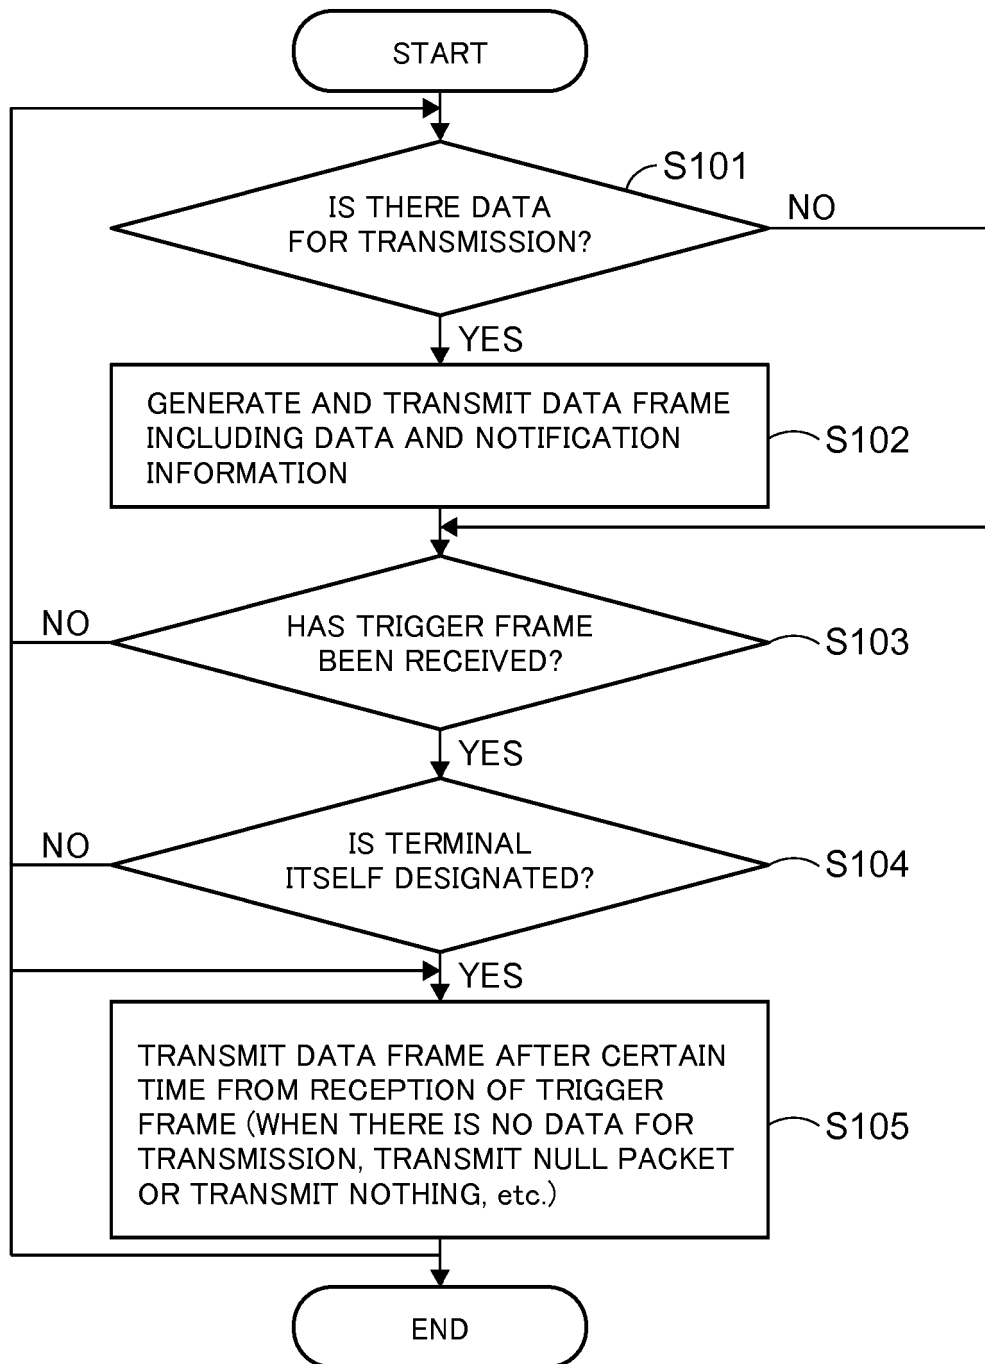 START
S101
IS THERE DATA
FOR TRANSMISSION?
NO
YES
GENERATE AND TRANSMIT DATA FRAME
INCLUDING DATA AND NOTIFICATION
INFORMATION
S102
NO
HAS TRIGGER FRAME
BEEN RECEIVED?
S103
YES
NO
IS TERMINAL
ITSELF DESIGNATED?
S104
YES
TRANSMIT DATA FRAME AFTER CERTAIN
TIME FROM RECEPTION OF TRIGGER
FRAME (WHEN THERE IS NO DATA FOR
TRANSMISSION, TRANSMIT NULL PACKET
OR TRANSMIT NOTHING, etc.)
S105
END